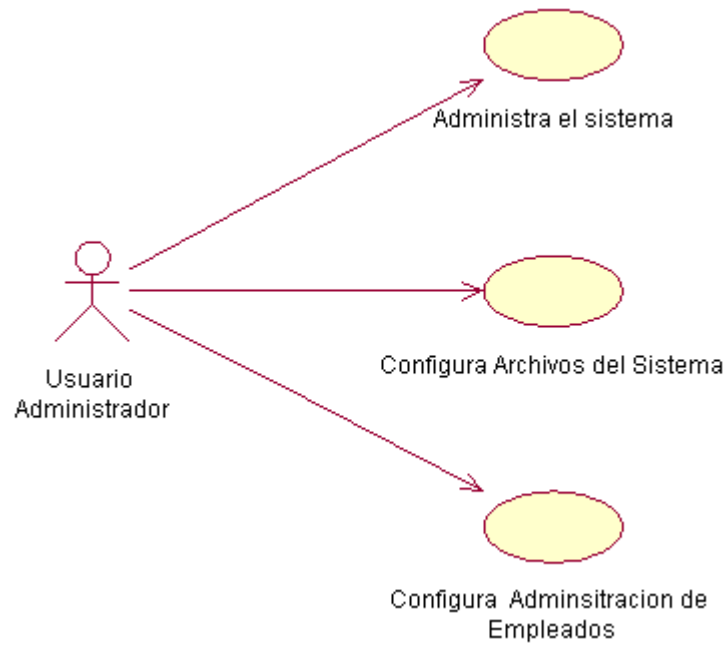 Administra el sistema
Usuario
Administrador
Configura Archivos del Sistema
Configura Adminsitracion de
Empleados